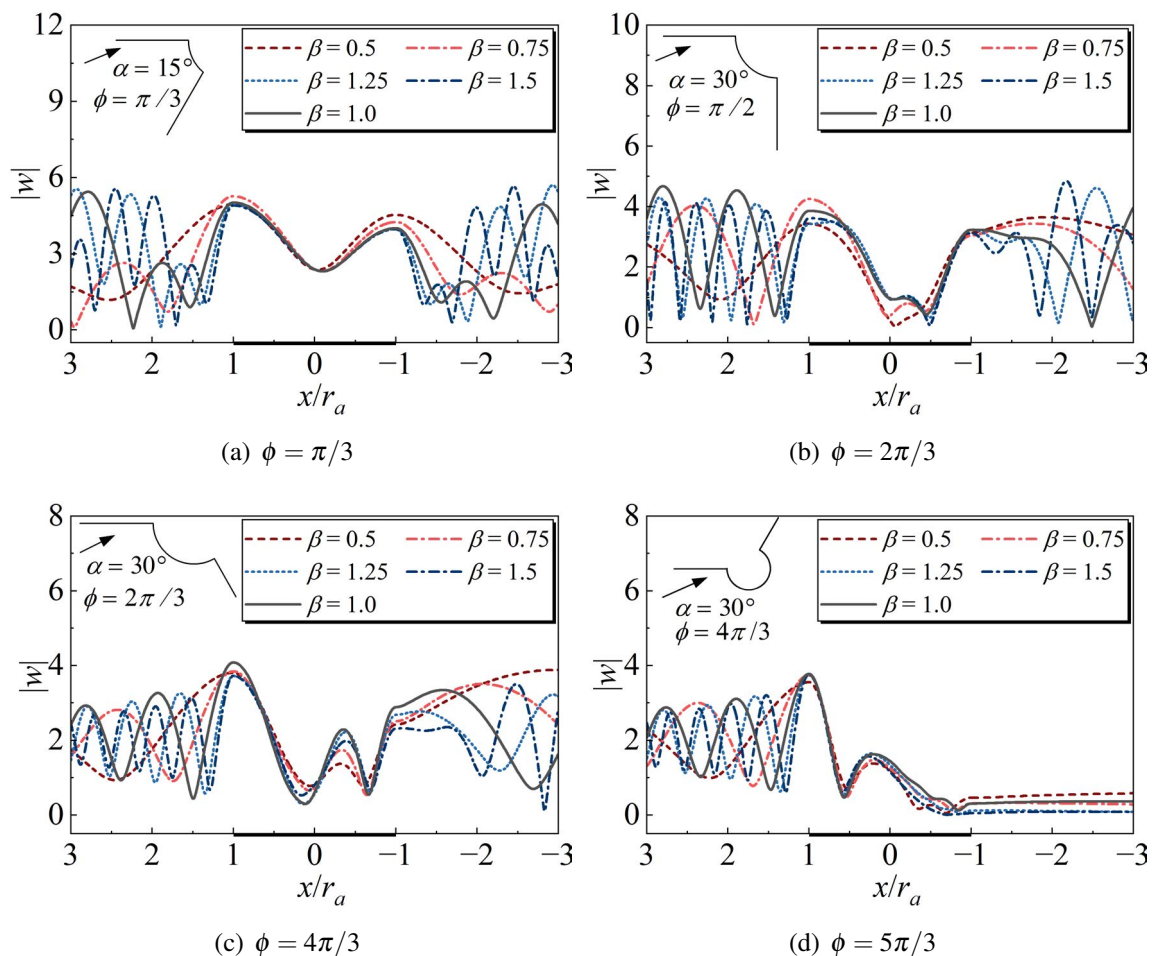 12
9
6
3
0
|w|
α = 15°
ϕ = π /3
β = 0.5 β = 0.75
β = 1.25 β = 1.5
β = 1.0
3 2 1 0 −1 −2 −3
x/r_a
(a) ϕ = π/3
10
8
6
4
2
0
|w|
α = 30°
ϕ = π /2
β = 0.5 β = 0.75
β = 1.25 β = 1.5
β = 1.0
3 2 1 0 −1 −2 −3
x/r_a
(b) ϕ = 2π/3
8
6
4
2
0
|w|
α = 30°
ϕ = 2π /3
β = 0.5 β = 0.75
β = 1.25 β = 1.5
β = 1.0
3 2 1 0 −1 −2 −3
x/r_a
(c) ϕ = 4π/3
8
6
4
2
0
|w|
α = 30°
ϕ = 4π /3
β = 0.5 β = 0.75
β = 1.25 β = 1.5
β = 1.0
3 2 1 0 −1 −2 −3
x/r_a
(d) ϕ = 5π/3